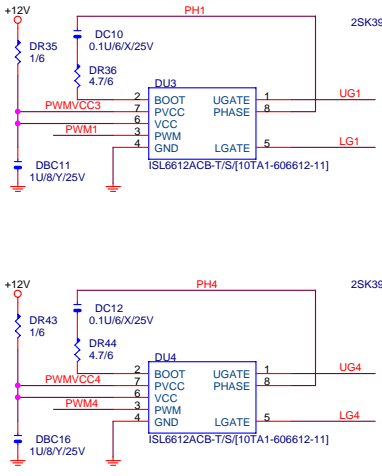 +12V
PH1
2SK39
DC10
0.1U/6/X/25V
DR35
1/6
DR36
4.7/6
DU3
2 BOOT UGATE 1 UG1
PWMVCC3 7 PVCC PHASE 8
6 VCC
PWM1 3 PWM
4 GND LGATE 5 LG1
DBC11
1U/8/Y/25V
ISL6612ACB-T/S/[10TA1-606612-11]
+12V
PH4
2SK39
DC12
0.1U/6/X/25V
DR43
1/6
DR44
4.7/6
DU4
2 BOOT UGATE 1 UG4
PWMVCC4 7 PVCC PHASE 8
6 VCC
PWM4 3 PWM
4 GND LGATE 5 LG4
DBC16
1U/8/Y/25V
ISL6612ACB-T/S/[10TA1-606612-11]